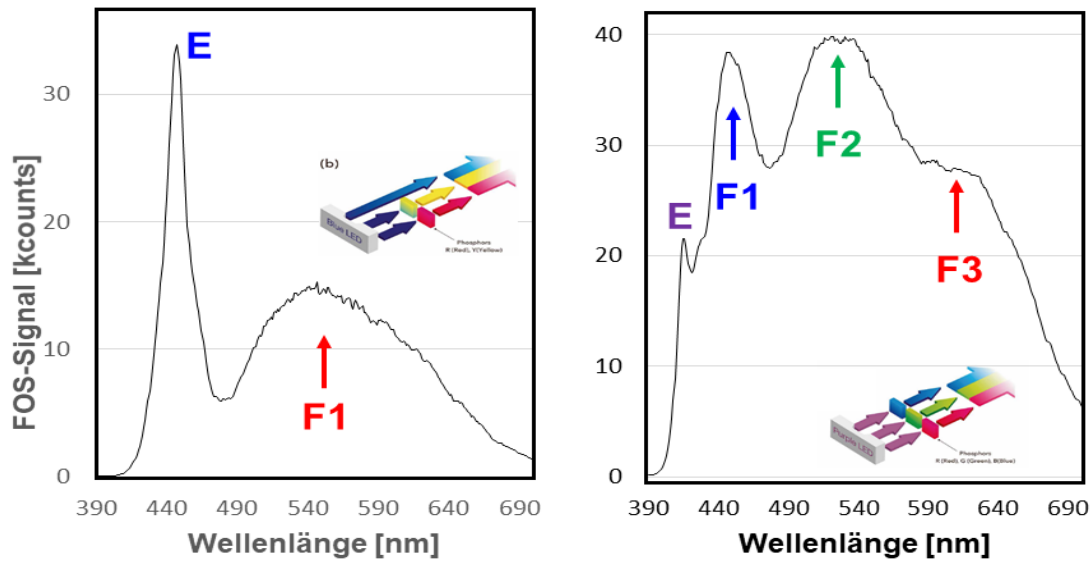 FOS-Signal [kcounts]
30
20
10
0
E
F1
(b)
Blue LED
Phosphors
R (Red), Y(Yellow)
390 440 490 540 590 640 690
Wellenlänge [nm]
40
30
20
10
0
E
F1
F2
F3
Purple LED
Phosphors
R (Red), G (Green), B(Blue)
390 440 490 540 590 640 690
Wellenlänge [nm]